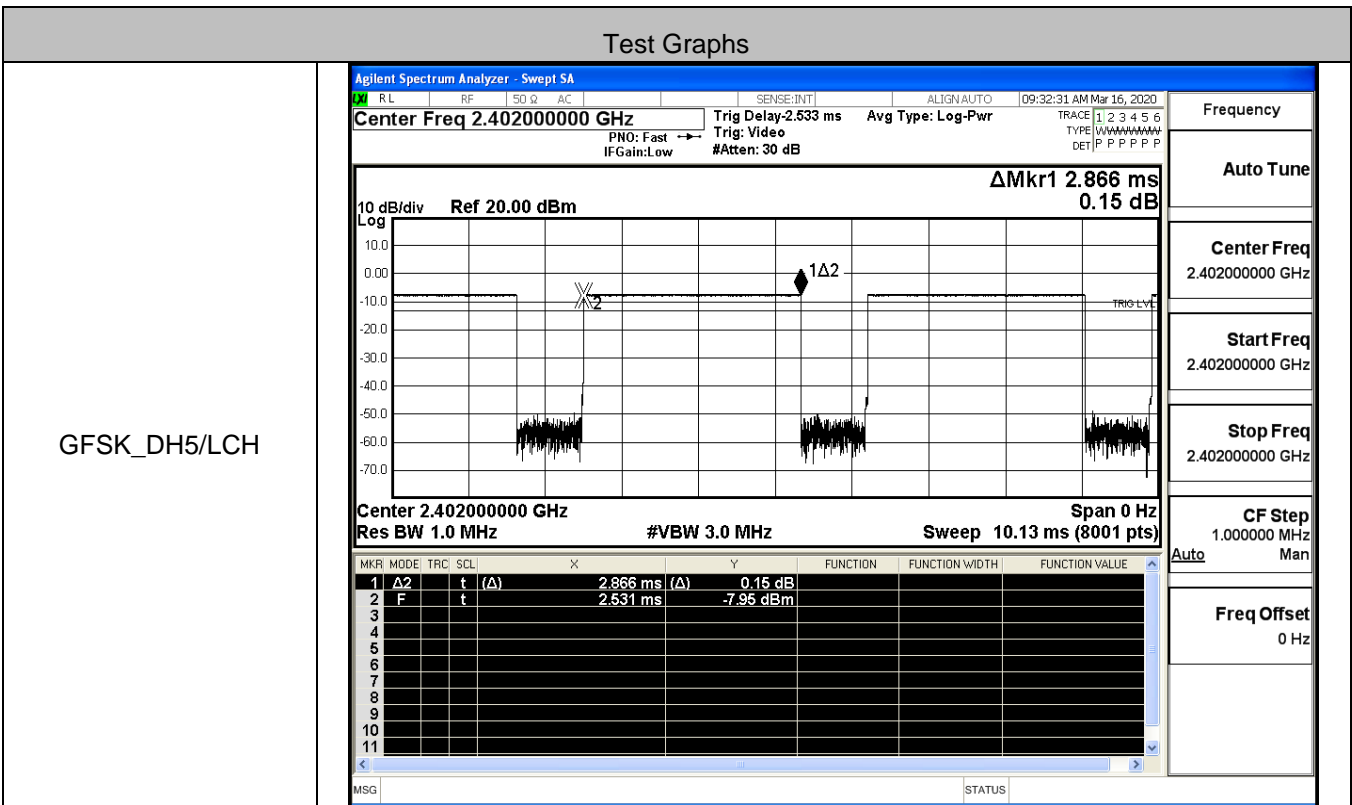 Test Graphs
GFSK_DH5/LCH
Agilent Spectrum Analyzer - Swept SA
LXI RL RF 50 Ω AC SENSE:INT ALIGN AUTO 09:32:31 AM Mar 16, 2020
Center Freq 2.402000000 GHz
PNO: Fast
IFGain:Low
Trig Delay-2.533 ms
Trig: Video
#Atten: 30 dB
Avg Type: Log-Pwr
TRACE 1 2 3 4 5 6
TYPE WWWWWW
DET P P P P P P
ΔMkr1 2.866 ms
0.15 dB
10 dB/div Ref 20.00 dBm
Log
10.0
0.00
-10.0
-20.0
-30.0
-40.0
-50.0
-60.0
-70.0
1Δ2
2
TRIG LVL
Center 2.402000000 GHz Span 0 Hz
Res BW 1.0 MHz #VBW 3.0 MHz Sweep 10.13 ms (8001 pts)
MKR MODE TRC SCL X Y FUNCTION FUNCTION WIDTH FUNCTION VALUE
1 Δ2 t (Δ) 2.866 ms (Δ) 0.15 dB
2 F t 2.531 ms -7.95 dBm
3
4
5
6
7
8
9
10
11
MSG STATUS
Frequency
Auto Tune
Center Freq
2.402000000 GHz
Start Freq
2.402000000 GHz
Stop Freq
2.402000000 GHz
CF Step
1.000000 MHz
Auto Man
Freq Offset
0 Hz